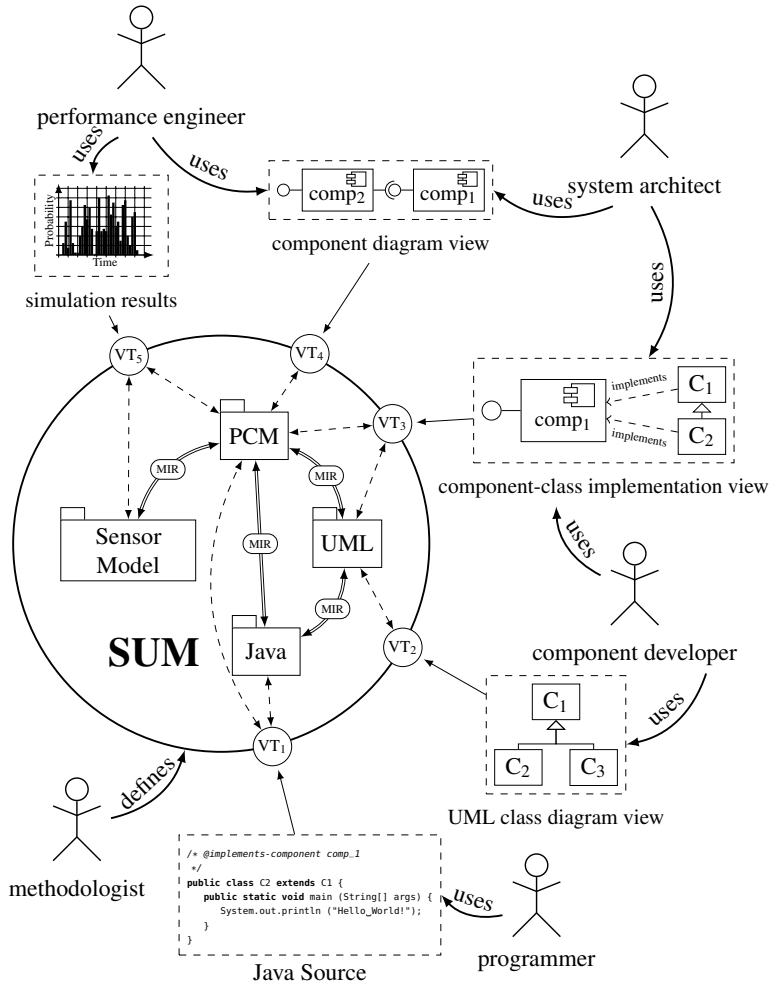 performance engineer
uses
uses
comp2
comp1
component diagram view
Probability
Time
simulation results
system architect
uses
uses
VT5
VT4
VT3
PCM
MIR
MIR
Sensor
Model
MIR
UML
MIR
Java
SUM
VT2
VT1
comp1
implements
implements
C1
C2
component-class implementation view
uses
component developer
uses
C1
C2
C3
UML class diagram view
defines
methodologist
/* @implements-component comp_1
*/
public class C2 extends C1 {
public static void main (String[] args) {
System.out.println ("Hello␣World!");
}
}
Java Source
uses
programmer